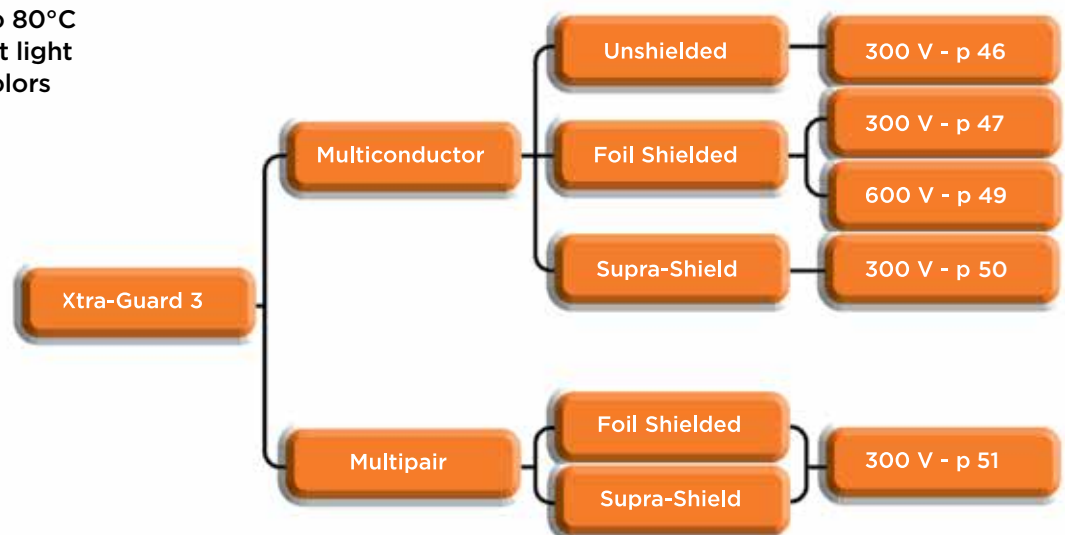 80°C
light
Unshielded
300 V - p 46
300 V - p 47
Multiconductor
Foil Shielded
600 V - p 49
Supra-Shield
300 V - p 50
Xtra-Guard 3
Foil Shielded
Multipair
300 V - p 51
Supra-Shield